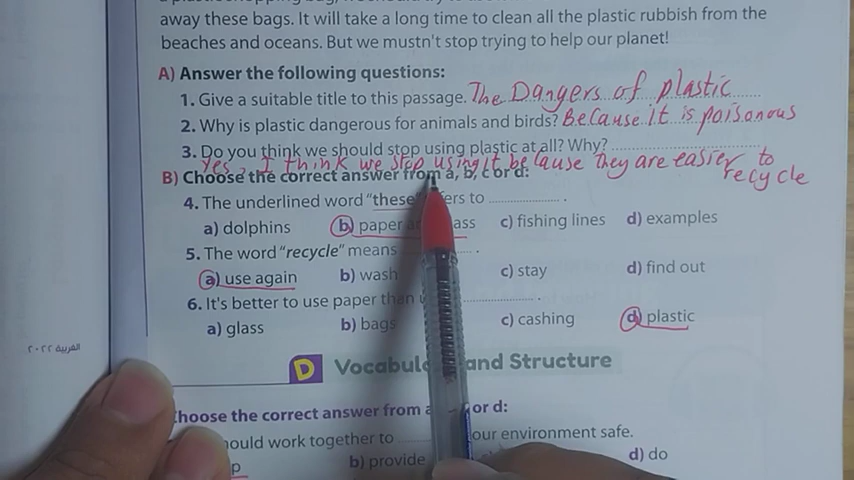 away these bags. It will take a long time to clean all the plastic rubbish from the
beaches and oceans. But we mustn't stop trying to help our planet!
A) Answer the following questions:
1. Give a suitable title to this passage. The Dangers of plastic
2. Why is plastic dangerous for animals and birds? Because it is poisonous
3. Do you think we should stop using plastic at all? Why?
Yes, I think we stop using it because they are easier to
recycle
B) Choose the correct answer from a, b, c or d:
4. The underlined word "these" to .
a) dolphins b) paper c) fishing lines d) examples
5. The word "recycle" means .
a) use again b) wash c) stay d) find out
6. It's better to use paper than .
a) glass b) bags c) cashing d) plastic
D Vocabul and Structure
Choose the correct answer from a or d:
work together to our environment safe.
b) provide d) do
العربية ٢٠٢٢